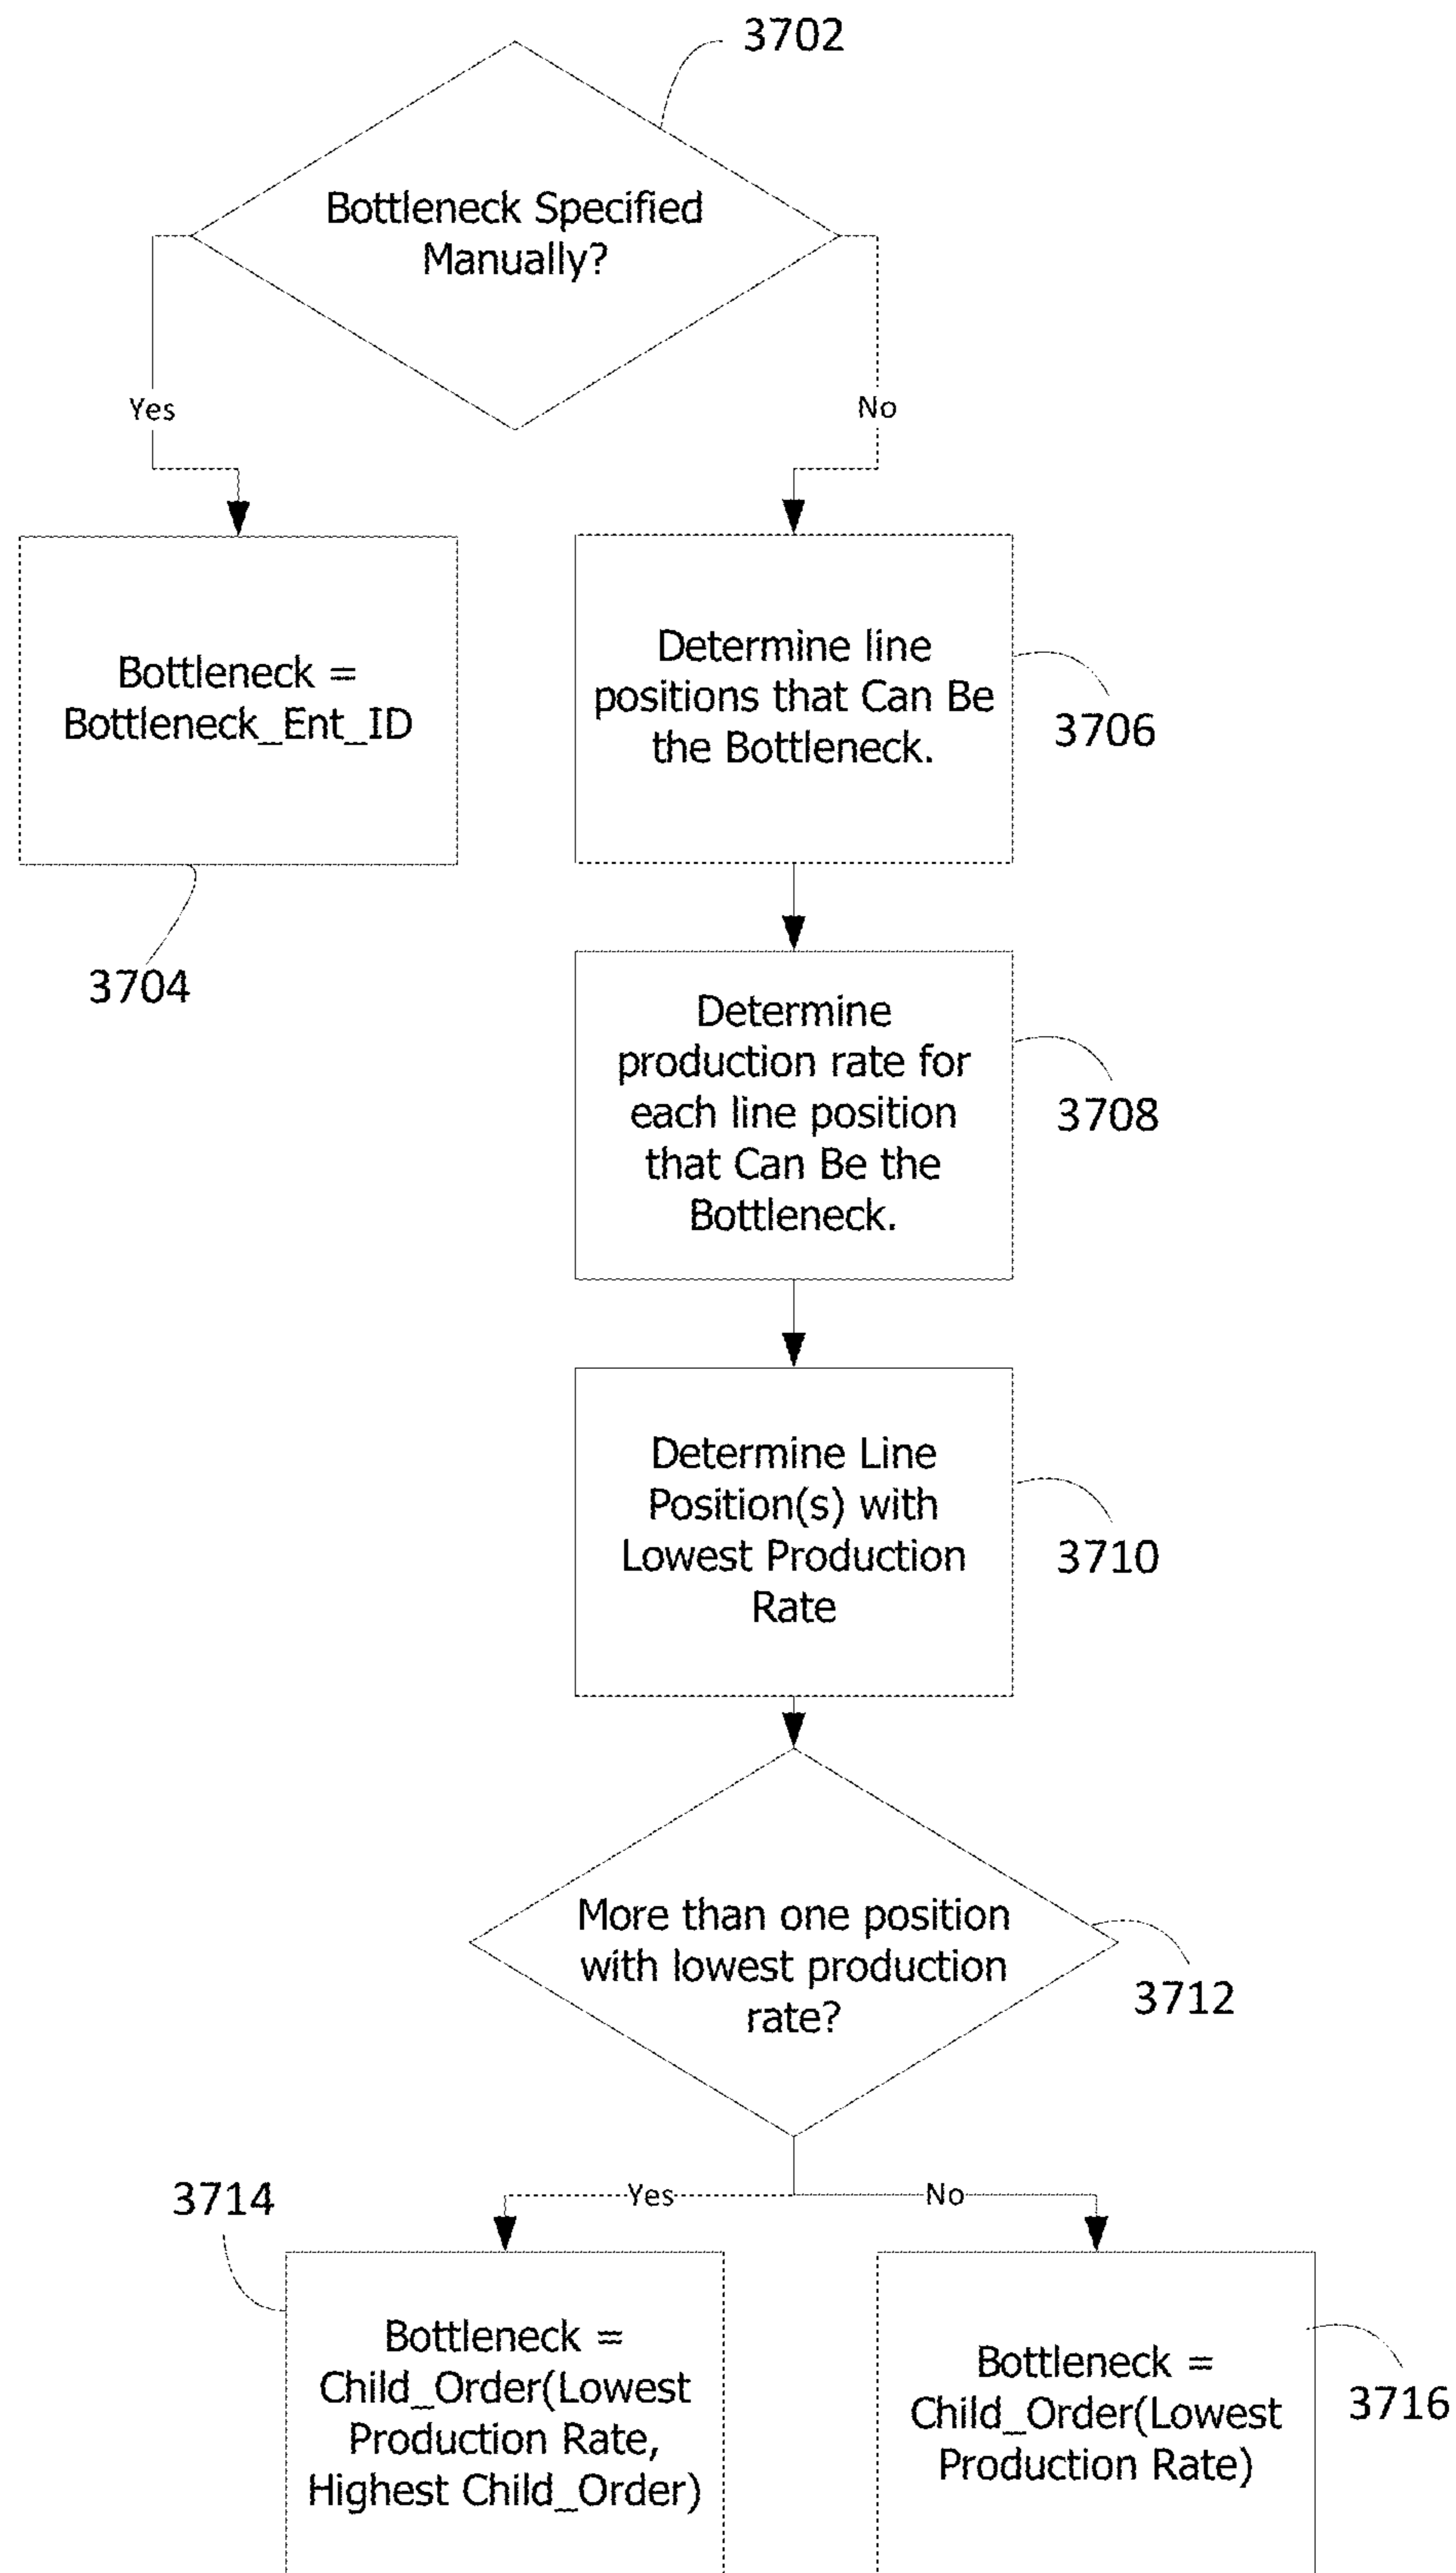 3702
Bottleneck Specified
Manually?
Yes
No
Bottleneck =
Bottleneck_Ent_ID
3704
Determine line
positions that Can Be
the Bottleneck.
3706
Determine
production rate for
each line position
that Can Be the
Bottleneck.
3708
Determine Line
Position(s) with
Lowest Production
Rate
3710
More than one position
with lowest production
rate?
3712
Yes
No
3714
Bottleneck =
Child_Order(Lowest
Production Rate,
Highest Child_Order)
Bottleneck =
Child_Order(Lowest
Production Rate)
3716